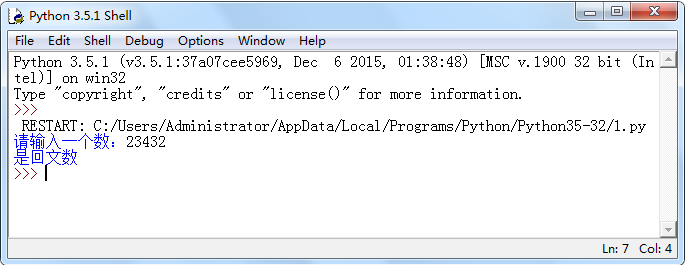 Python 3.5.1 Shell
File Edit Shell Debug Options Window Help
Python 3.5.1 (v3.5.1:37a07cee5969, Dec  6 2015, 01:38:48) [MSC v.1900 32 bit (In
tel)] on win32
Type "copyright", "credits" or "license()" for more information.
>>>
 RESTART: C:/Users/Administrator/AppData/Local/Programs/Python/Python35-32/1.py
请输入一个数：23432
是回文数
>>>
Ln: 7 Col: 4